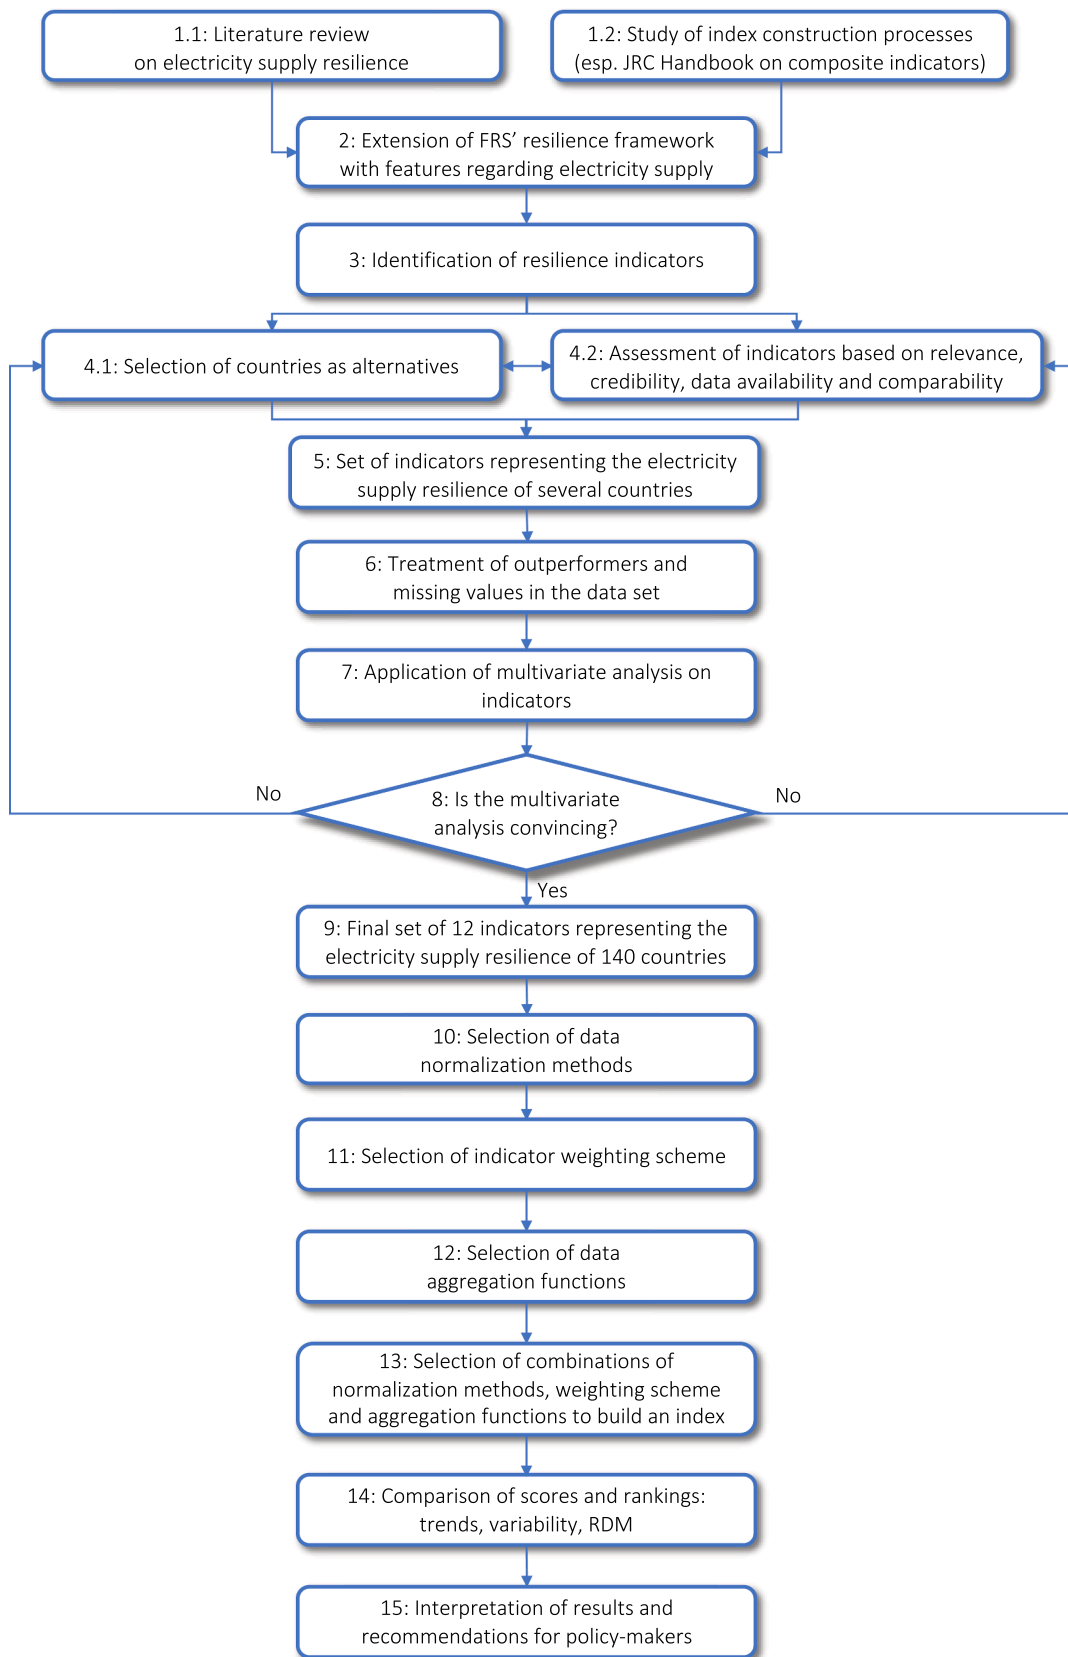 1.1: Literature review
on electricity supply resilience
1.2: Study of index construction processes
(esp. JRC Handbook on composite indicators)
2: Extension of FRS’ resilience framework
with features regarding electricity supply
3: Identification of resilience indicators
4.1: Selection of countries as alternatives
4.2: Assessment of indicators based on relevance,
credibility, data availability and comparability
5: Set of indicators representing the electricity
supply resilience of several countries
6: Treatment of outperformers and
missing values in the data set
7: Application of multivariate analysis on
indicators
No
8: Is the multivariate
analysis convincing?
No
Yes
9: Final set of 12 indicators representing the
electricity supply resilience of 140 countries
10: Selection of data
normalization methods
11: Selection of indicator weighting scheme
12: Selection of data
aggregation functions
13: Selection of combinations of
normalization methods, weighting scheme
and aggregation functions to build an index
14: Comparison of scores and rankings:
trends, variability, RDM
15: Interpretation of results and
recommendations for policy-makers